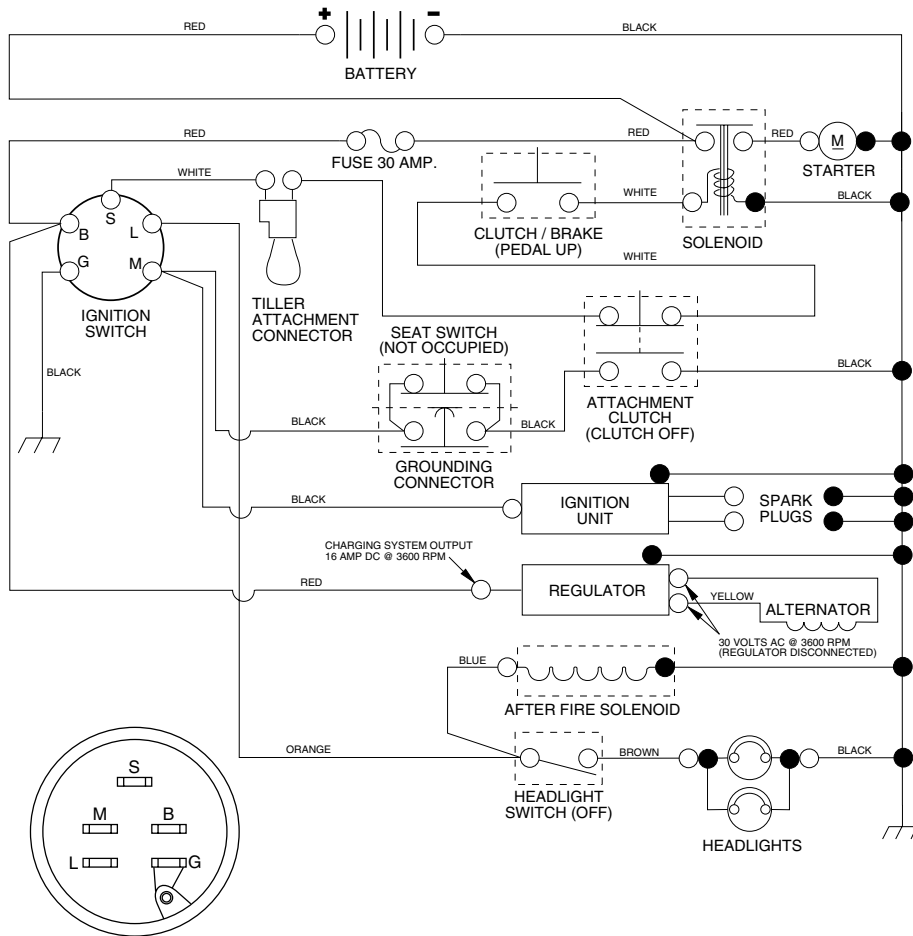 + −
RED
BLACK
BATTERY
RED
FUSE 30 AMP.
RED
RED
M
STARTER
WHITE
S
B
L
G
M
IGNITION
SWITCH
TILLER
ATTACHMENT
CONNECTOR
CLUTCH / BRAKE
(PEDAL UP)
WHITE
BLACK
SOLENOID
WHITE
SEAT SWITCH
(NOT OCCUPIED)
BLACK
BLACK
BLACK
BLACK
ATTACHMENT
CLUTCH
(CLUTCH OFF)
GROUNDING
CONNECTOR
BLACK
IGNITION
UNIT
SPARK
PLUGS
CHARGING SYSTEM OUTPUT
16 AMP DC @ 3600 RPM
RED
REGULATOR
YELLOW
ALTERNATOR
30 VOLTS AC @ 3600 RPM
(REGULATOR DISCONNECTED)
BLUE
AFTER FIRE SOLENOID
ORANGE
BROWN
BLACK
HEADLIGHT
SWITCH (OFF)
HEADLIGHTS
S
M
B
L
G